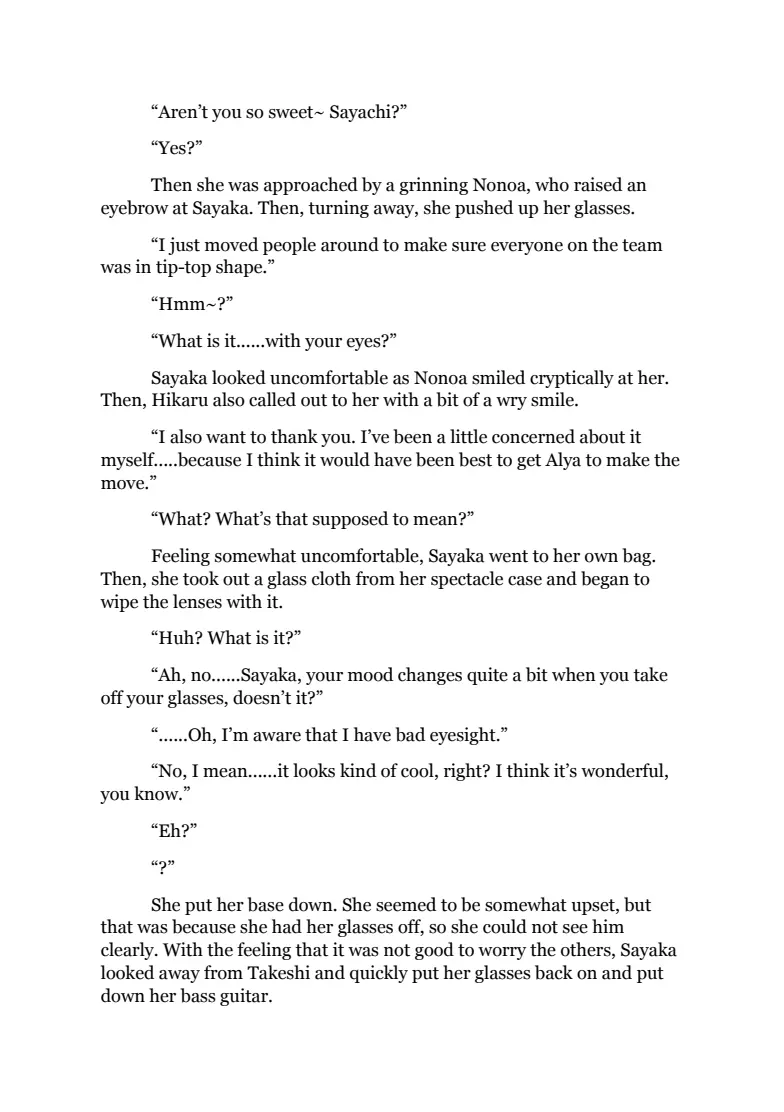 “Aren’t you so sweet~ Sayachi?”
“Yes?”
Then she was approached by a grinning Nonoa, who raised an
eyebrow at Sayaka. Then, turning away, she pushed up her glasses.
“I just moved people around to make sure everyone on the team
was in tip-top shape.”
“Hmm~?”
“What is it......with your eyes?”
Sayaka looked uncomfortable as Nonoa smiled cryptically at her.
Then, Hikaru also called out to her with a bit of a wry smile.
“I also want to thank you. I’ve been a little concerned about it
myself.....because I think it would have been best to get Alya to make the
move.”
“What? What’s that supposed to mean?”
Feeling somewhat uncomfortable, Sayaka went to her own bag.
Then, she took out a glass cloth from her spectacle case and began to
wipe the lenses with it.
“Huh? What is it?”
“Ah, no......Sayaka, your mood changes quite a bit when you take
off your glasses, doesn’t it?”
“......Oh, I’m aware that I have bad eyesight.”
“No, I mean......it looks kind of cool, right? I think it’s wonderful,
you know.”
“Eh?”
“?”
She put her base down. She seemed to be somewhat upset, but
that was because she had her glasses off, so she could not see him
clearly. With the feeling that it was not good to worry the others, Sayaka
looked away from Takeshi and quickly put her glasses back on and put
down her bass guitar.